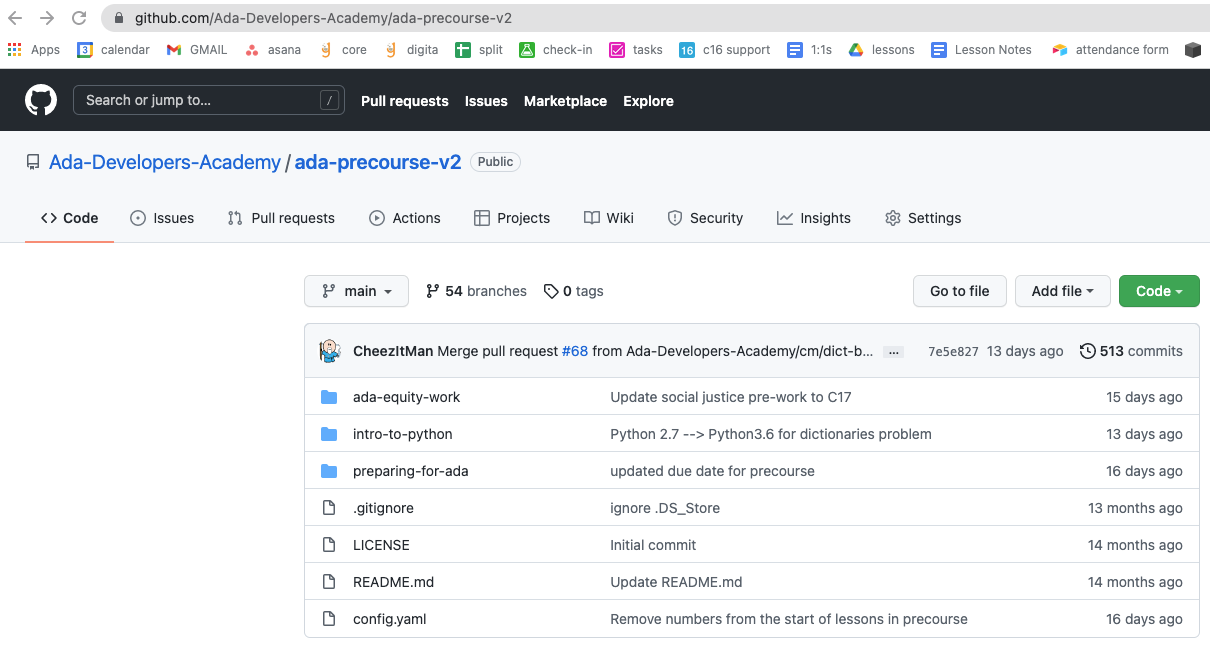 github.com/Ada-Developers-Academy/ada-precourse-v2
Apps 3 calendar GMAIL asana core digita split check-in tasks 16 c16 support 1:1s lessons Lesson Notes attendance form
Search or jump to... / Pull requests Issues Marketplace Explore
Ada-Developers-Academy / ada-precourse-v2 Public
Code Issues Pull requests Actions Projects Wiki Security Insights Settings
main 54 branches 0 tags Go to file Add file Code
CheezItMan Merge pull request #68 from Ada-Developers-Academy/cm/dict-b... ... 7e5e827 13 days ago 513 commits
ada-equity-work Update social justice pre-work to C17 15 days ago
intro-to-python Python 2.7 --> Python3.6 for dictionaries problem 13 days ago
preparing-for-ada updated due date for precourse 16 days ago
.gitignore ignore .DS_Store 13 months ago
LICENSE Initial commit 14 months ago
README.md Update README.md 14 months ago
config.yaml Remove numbers from the start of lessons in precourse 16 days ago